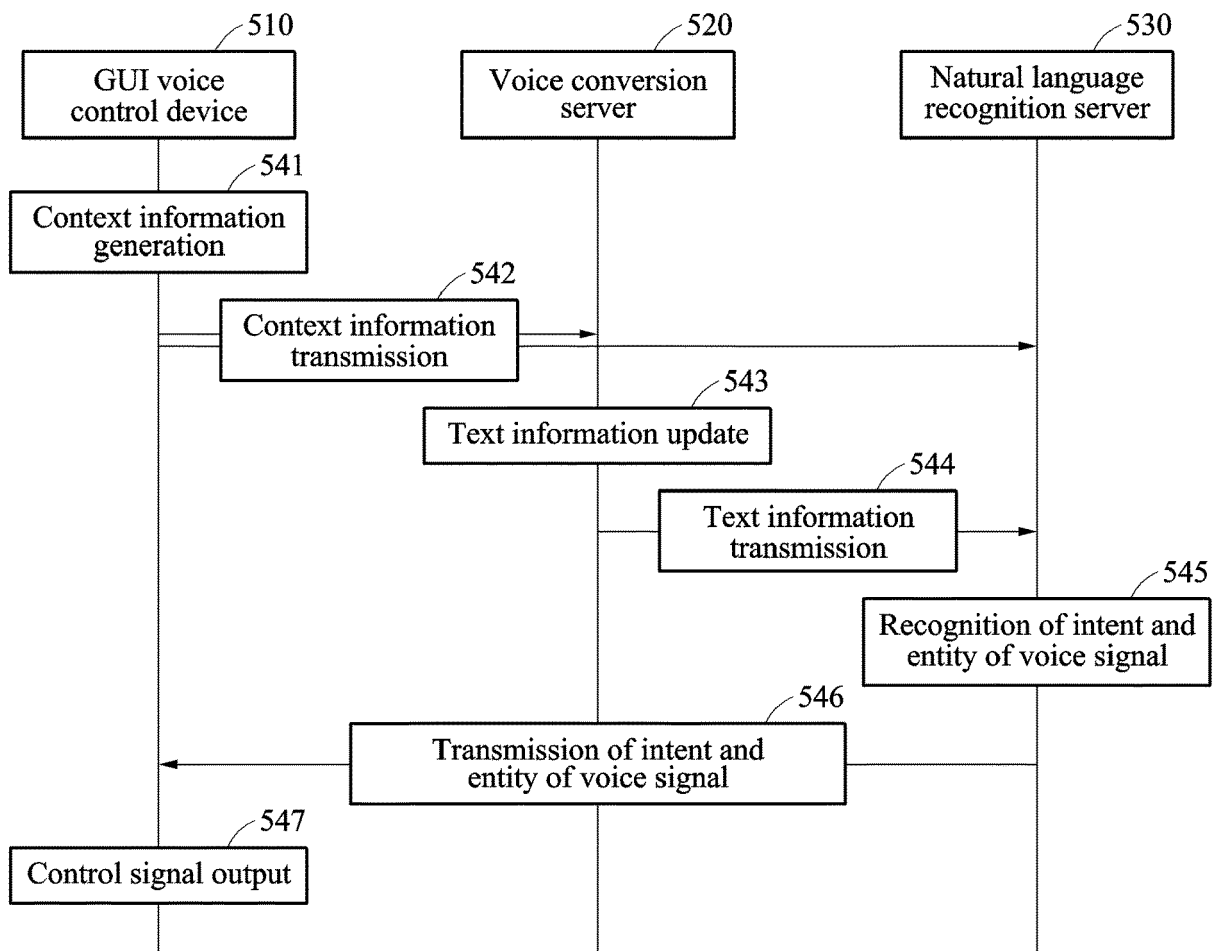 510
520
530
GUI voice
control device
Voice conversion
server
Natural language
recognition server
541
Context information
generation
542
Context information
transmission
543
Text information update
544
Text information
transmission
545
Recognition of intent and
entity of voice signal
546
Transmission of intent and
entity of voice signal
547
Control signal output